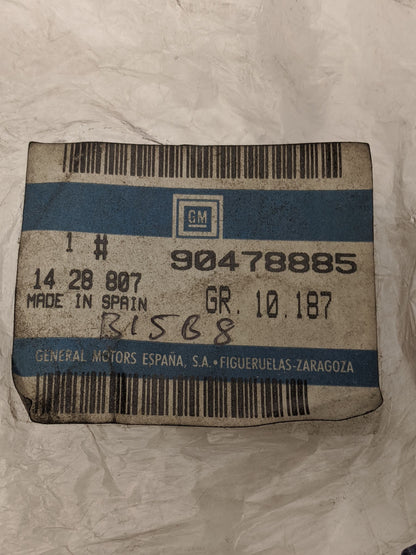 GM
1 # 90478885
14 28 807 GR. 10.187
MADE IN SPAIN
B15B8
GENERAL MOTORS ESPAÑA, S.A. • FIGUERUELAS-ZARAGOZA